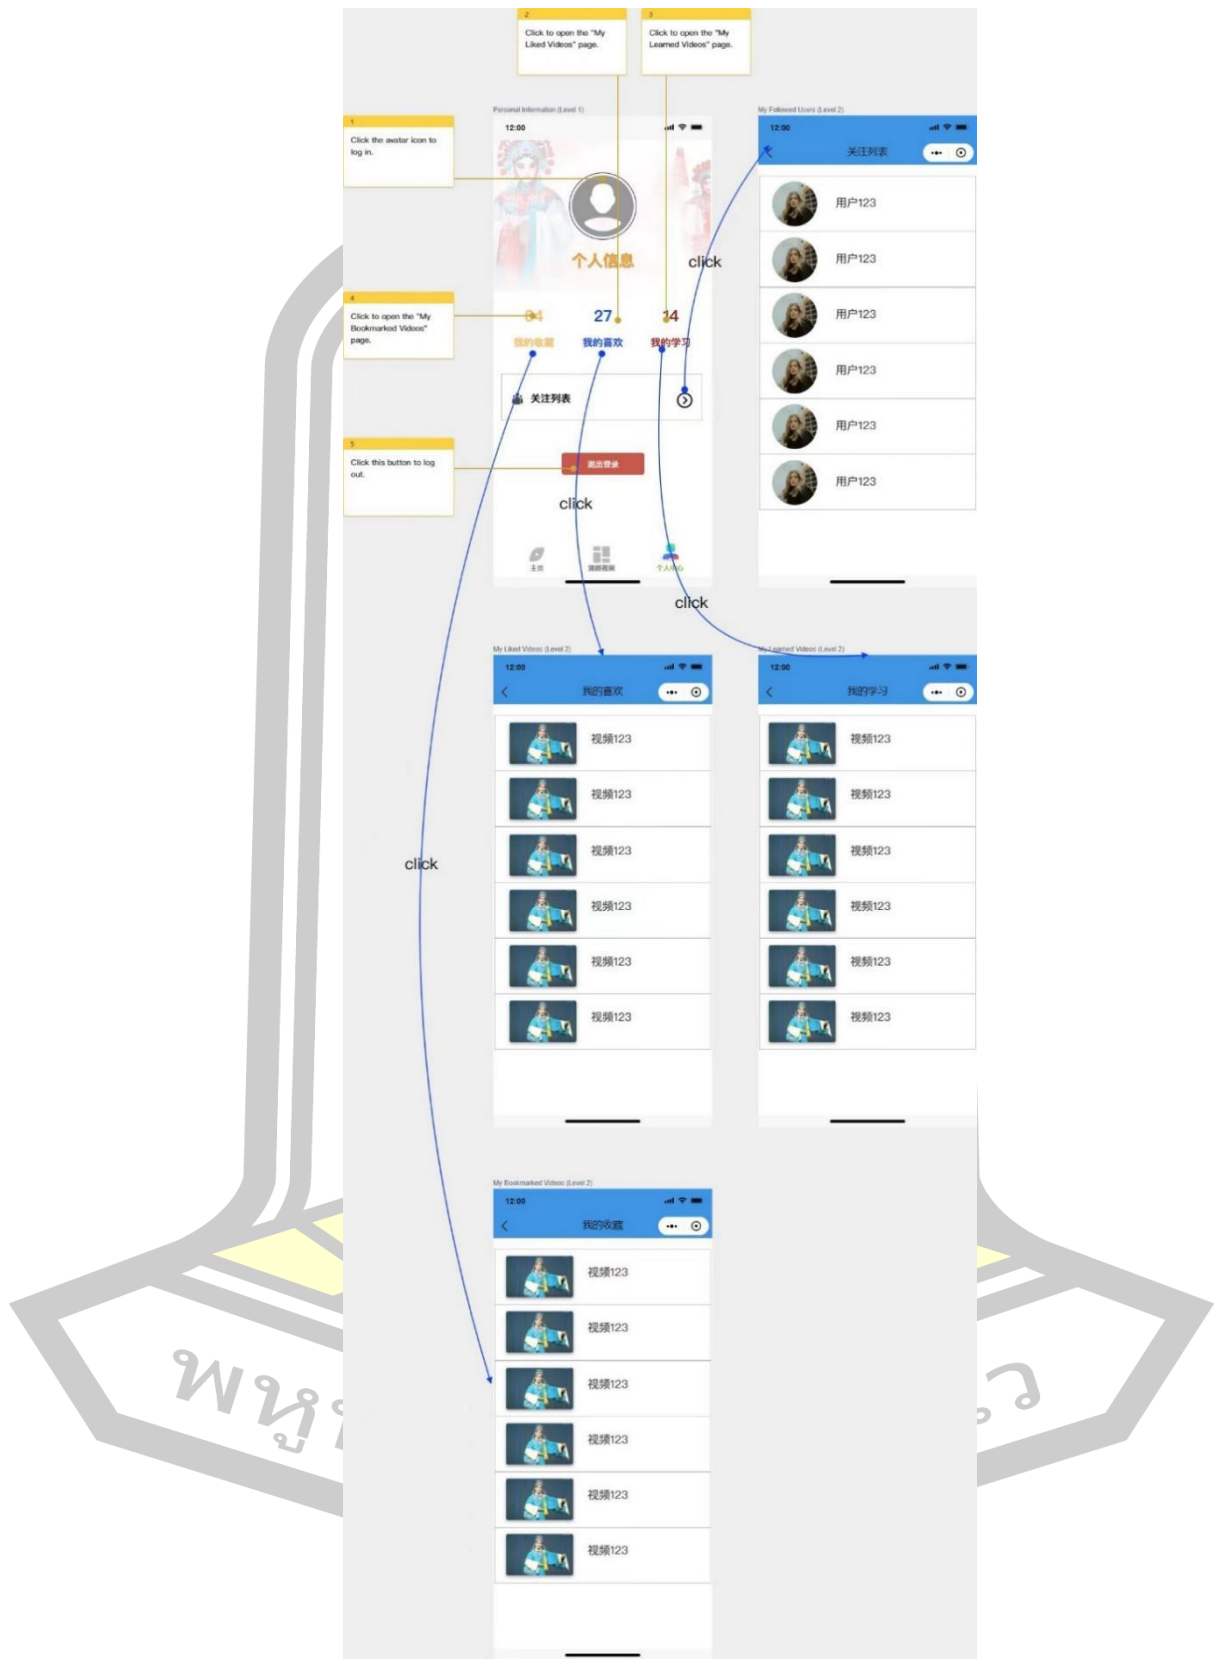 2
Click to open the "My
Liked Videos" page.
3
Click to open the "My
Learned Videos" page.
1
Click the avatar icon to
log in.
Personal Information (Level 1)
12:00
个人信息
click
27
14
我的收藏
我的喜欢
我的学习
关注列表
退出登录
click
主页
个人中心
click
My Followed Users (Level 2)
12:00
关注列表
用户123
用户123
用户123
用户123
用户123
用户123
4
Click to open the "My
Bookmarked Videos"
page.
5
Click this button to log
out.
My Liked Videos (Level 2)
12:00
我的喜欢
视频123
视频123
视频123
视频123
视频123
视频123
My Learned Videos (Level 2)
12:00
我的学习
视频123
视频123
视频123
视频123
视频123
视频123
click
My Bookmarked Videos (Level 2)
12:00
我的收藏
视频123
视频123
视频123
视频123
视频123
视频123